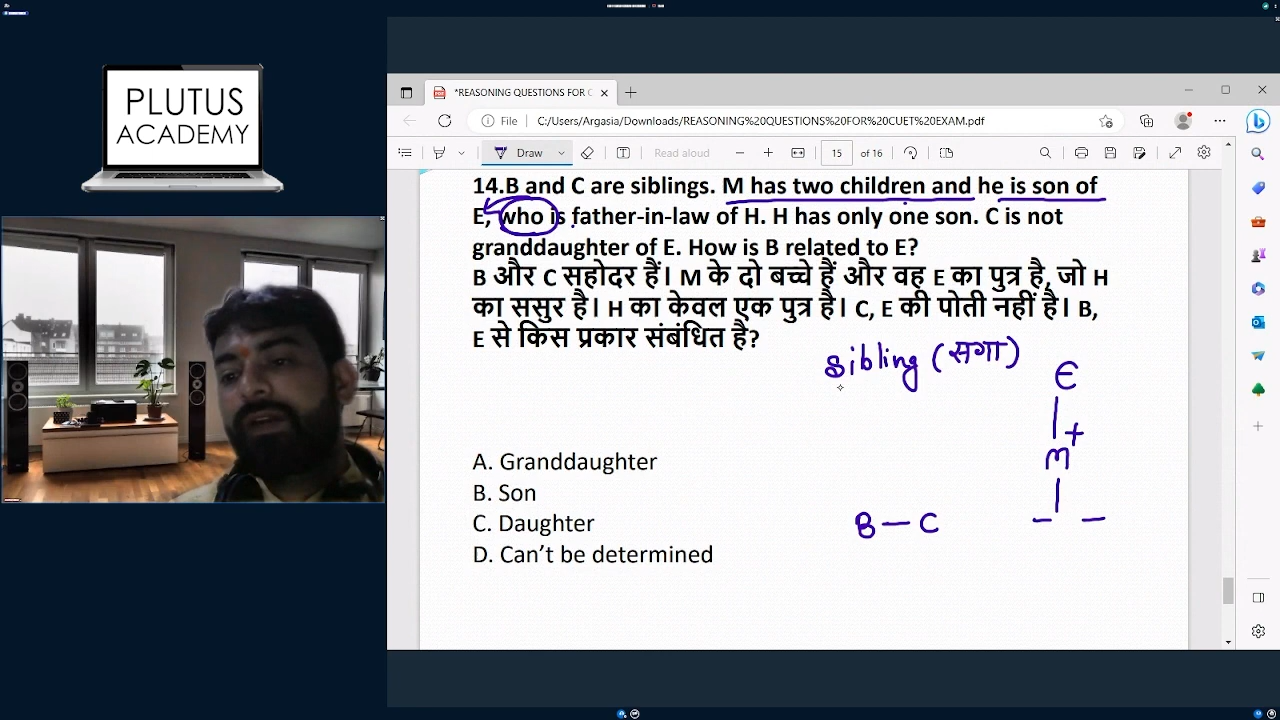 PLUTUS
ACADEMY
*REASONING QUESTIONS FOR C
File
C:/Users/Argasia/Downloads/REASONING%20QUESTIONS%20FOR%20CUET%20EXAM.pdf
Draw
Read aloud
15
of 16
14.B and C are siblings. M has two children and he is son of
E, who is father-in-law of H. H has only one son. C is not
granddaughter of E. How is B related to E?
B और C सहोदर हैं। M के दो बच्चे हैं और वह E का पुत्र है, जो H
का ससुर है। H का केवल एक पुत्र है। C, E की पोती नहीं है। B,
E से किस प्रकार संबंधित है?
Sibling (सगा)
E
+
M
B — C
A. Granddaughter
B. Son
C. Daughter
D. Can't be determined